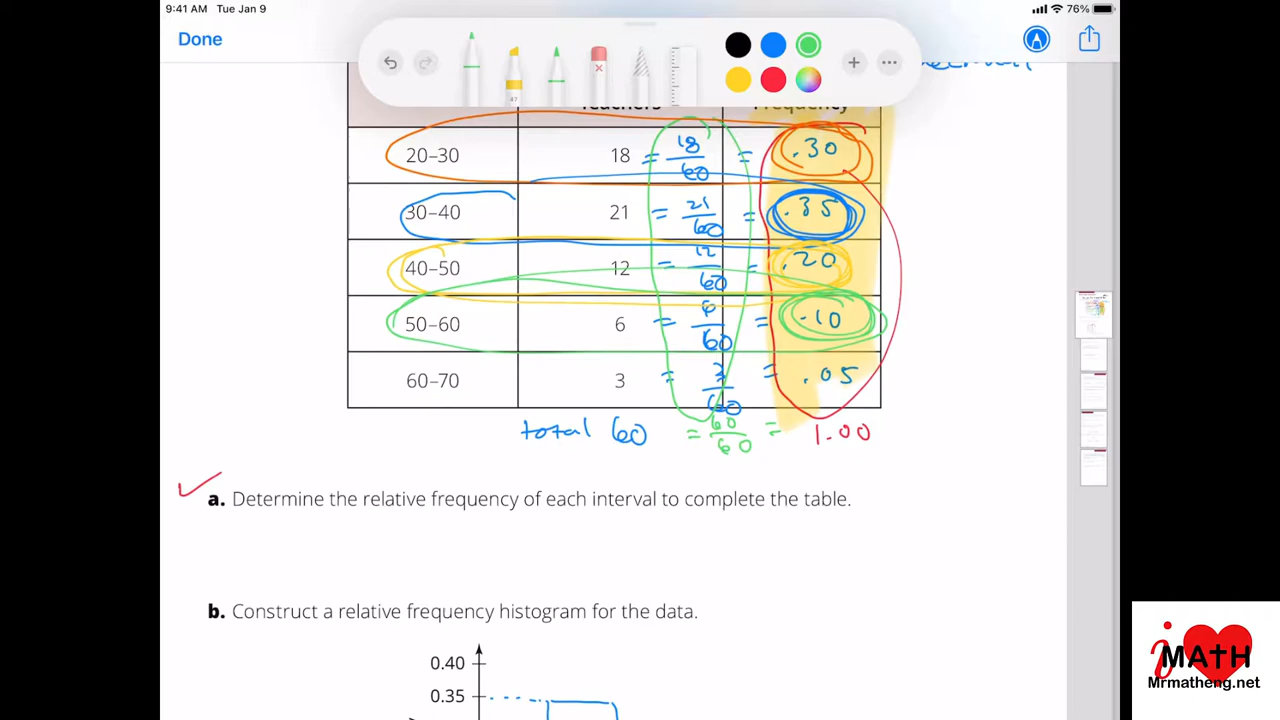 9:41 AM Tue Jan 9 76%
Done
Teachers Frequency
20–30 18 = 18/60 = .30
30–40 21 = 21/60 = .35
40–50 12 = 12/60 = .20
50–60 6 = 6/60 = .10
60–70 3 = 3/60 = .05
total 60 = 60/60 = 1.00
a. Determine the relative frequency of each interval to complete the table.
b. Construct a relative frequency histogram for the data.
0.40
0.35
i MATH
Mrmatheng.net